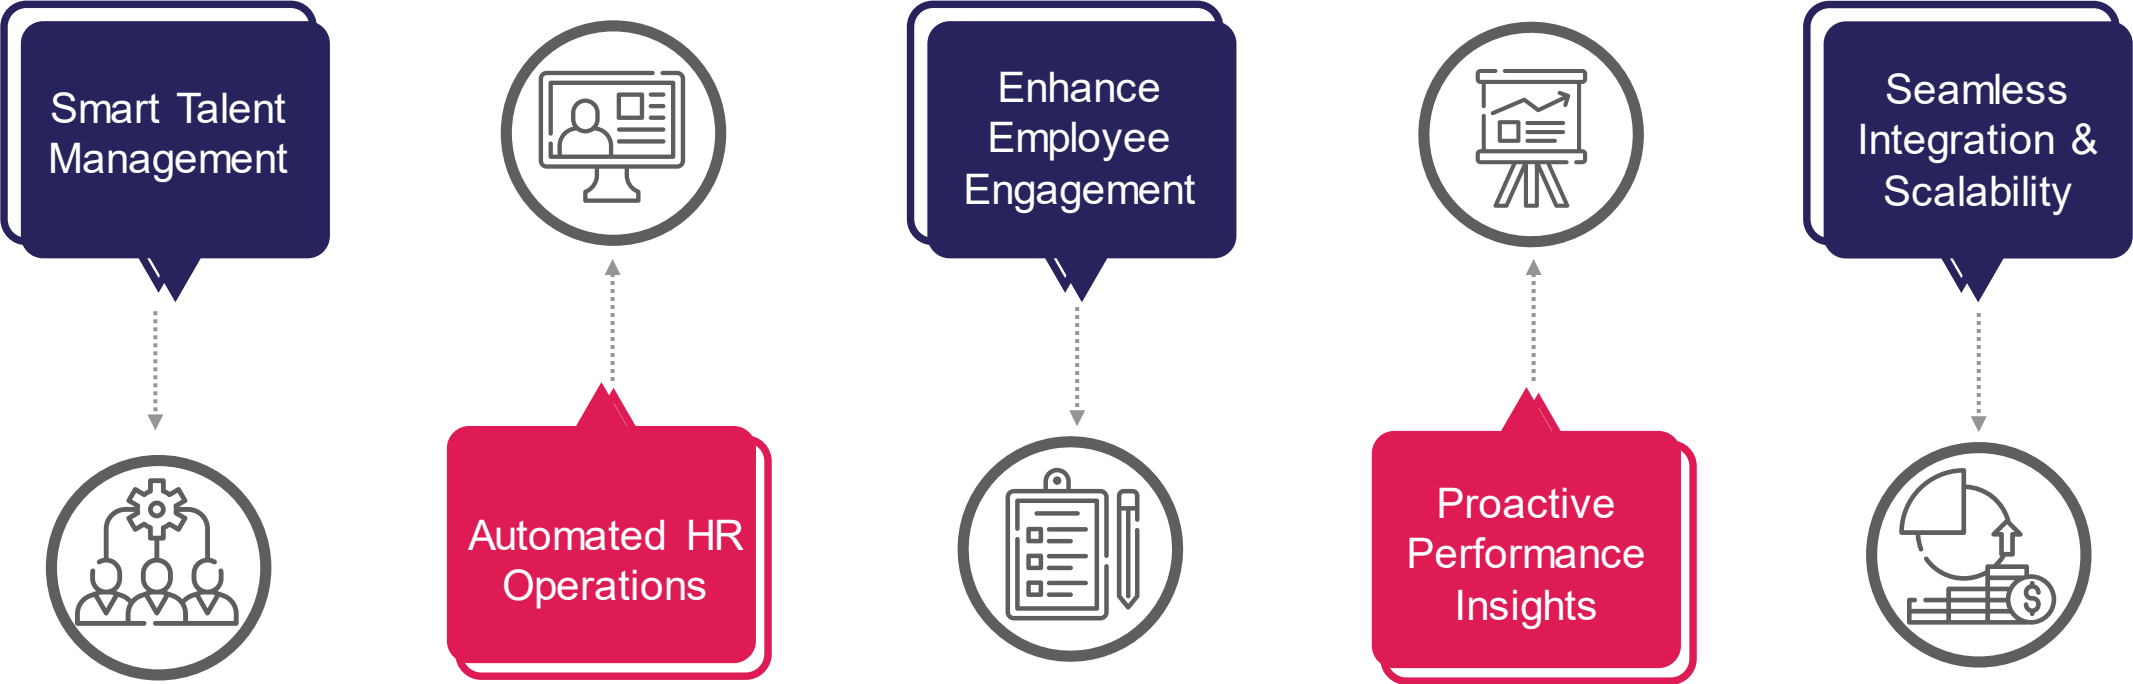 Smart Talent
Management
Automated HR
Operations
Enhance
Employee
Engagement
Proactive
Performance
Insights
Seamless
Integration &
Scalability
$